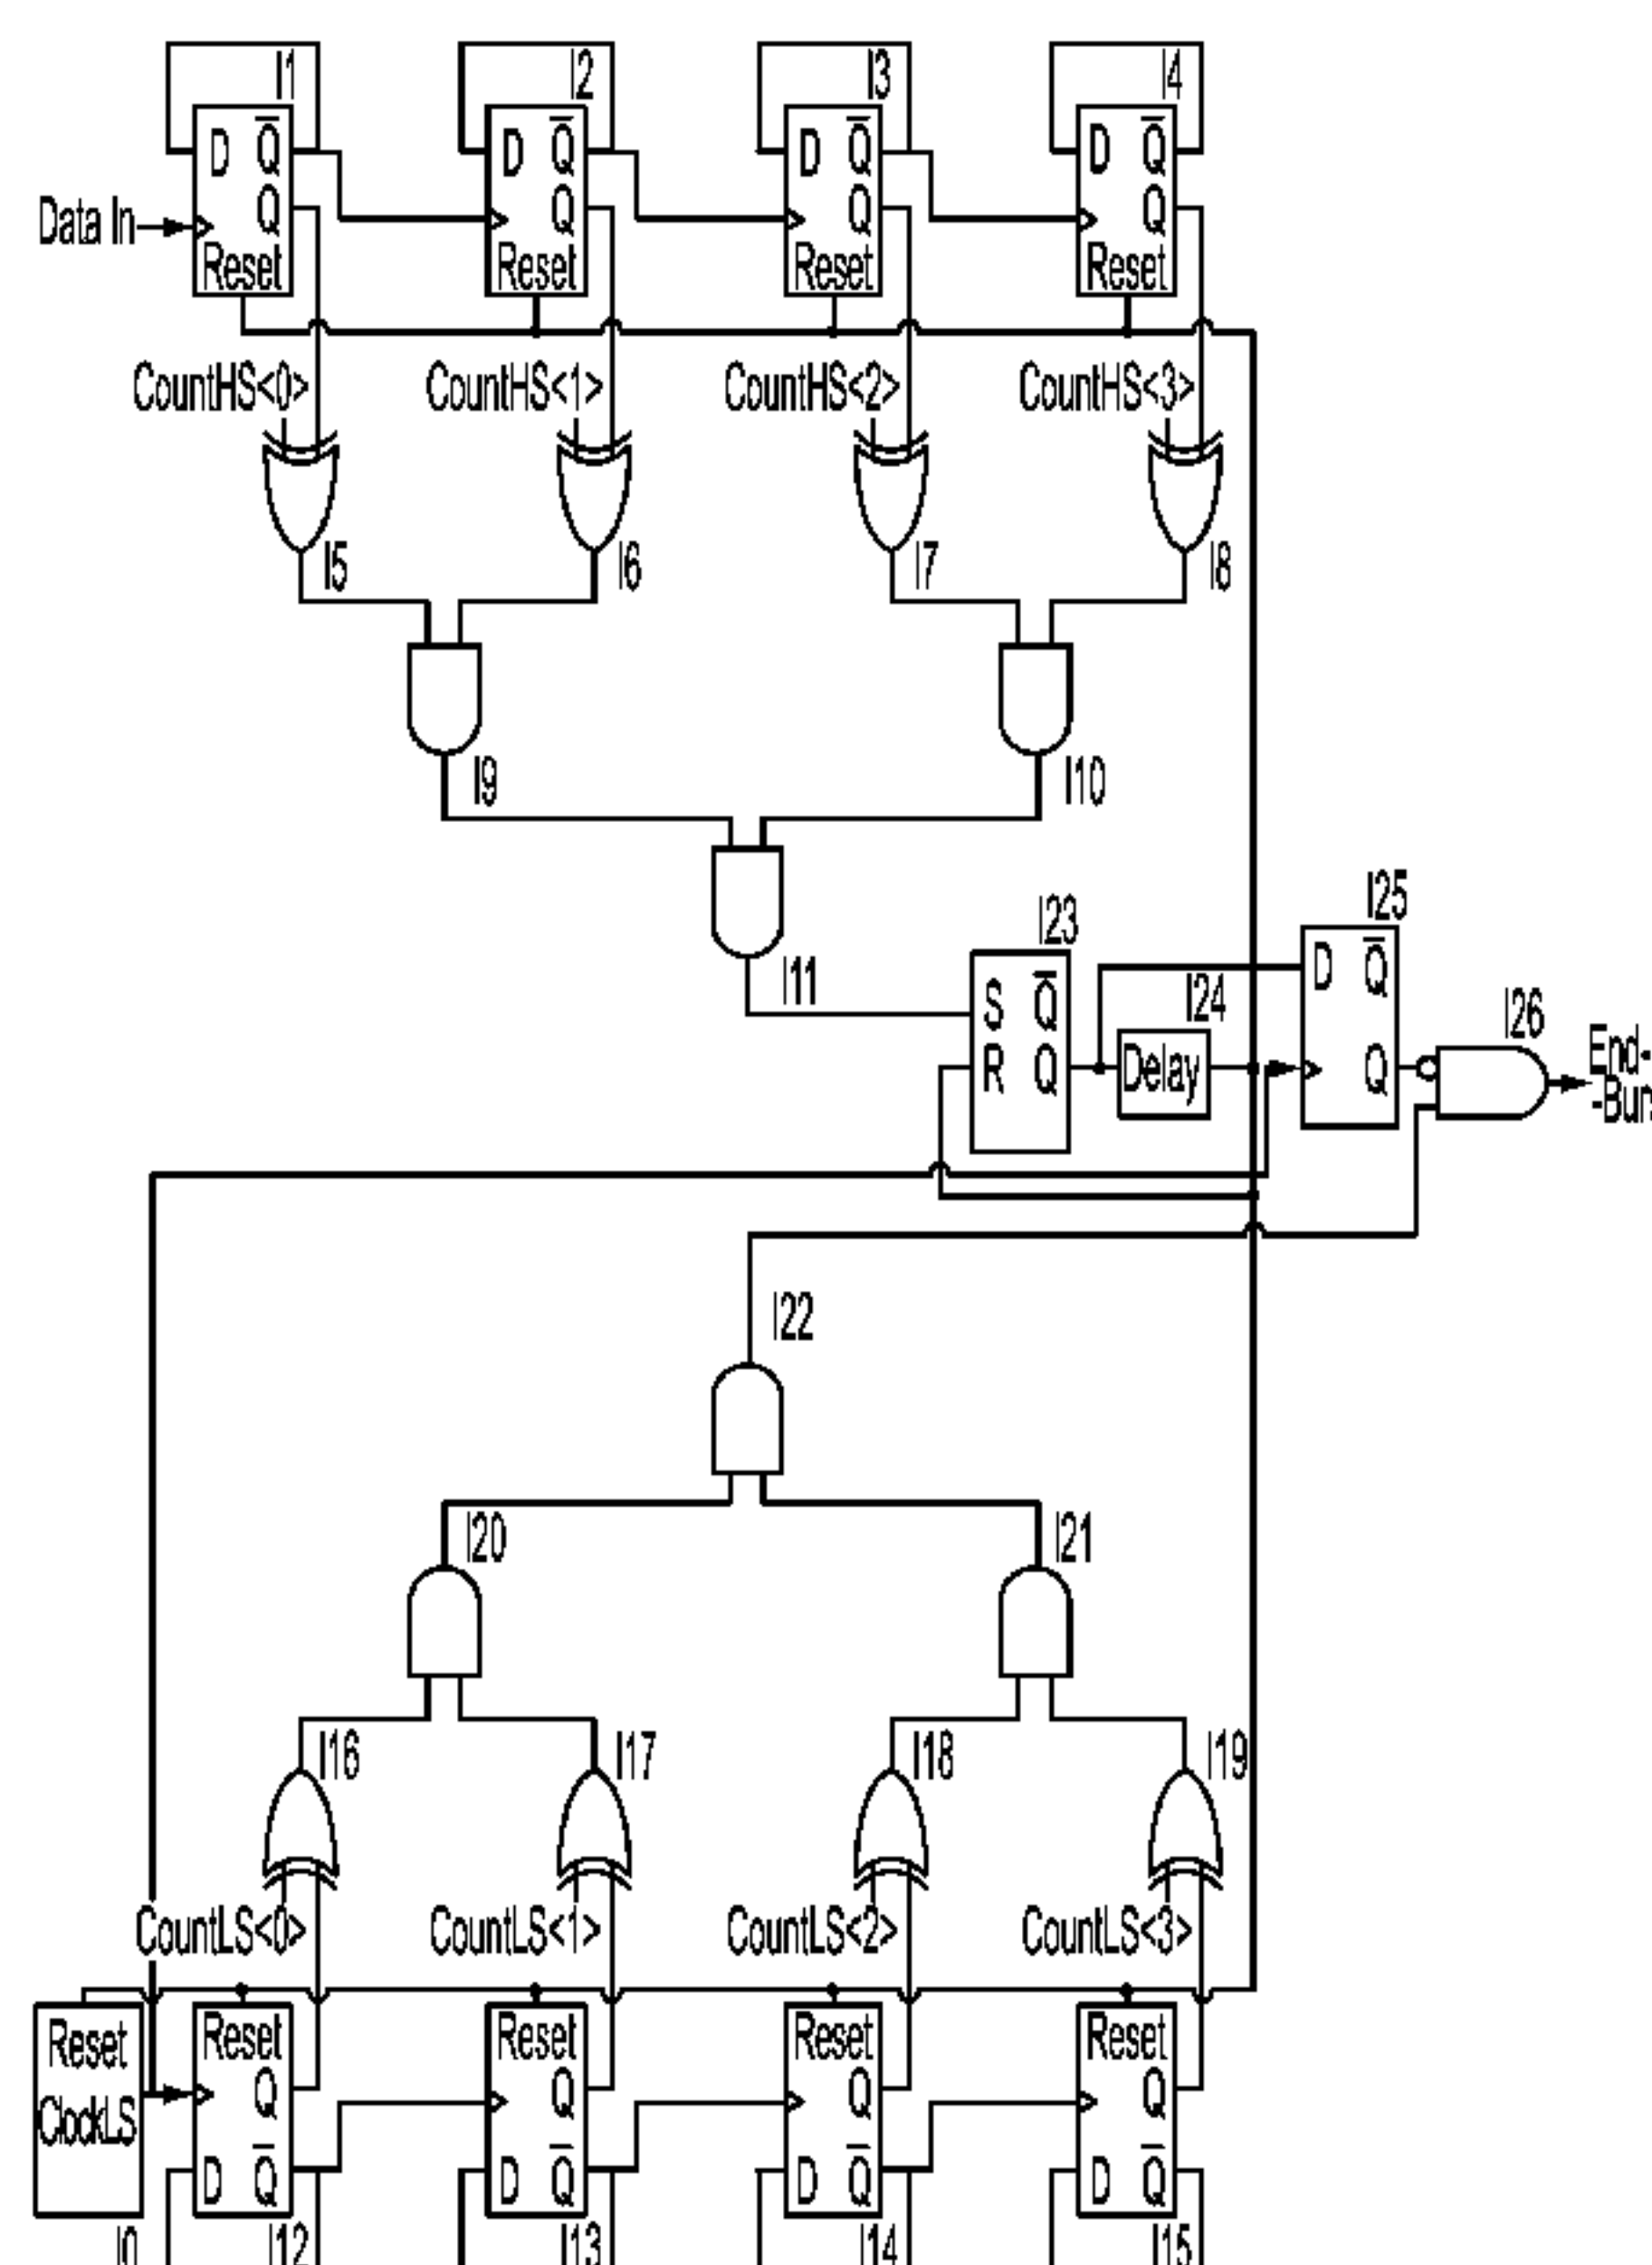 I1 I2 I3 I4
D Q D Q D Q D Q
Q Q Q Q
Data In
Reset Reset Reset Reset
CountHS<0> CountHS<1> CountHS<2> CountHS<3>
I5 I6 I7 I8
I9 I10
I25
I23
I11 S Q I24 D Q I26
R Q Delay Q End-
-Bur
I22
I20 I21
I16 I17 I18 I19
CountLS<0> CountLS<1> CountLS<2> CountLS<3>
Reset Reset Reset Reset Reset
ClockLS Q Q Q Q
D Q D Q D Q D Q
I0 I12 I13 I14 I15